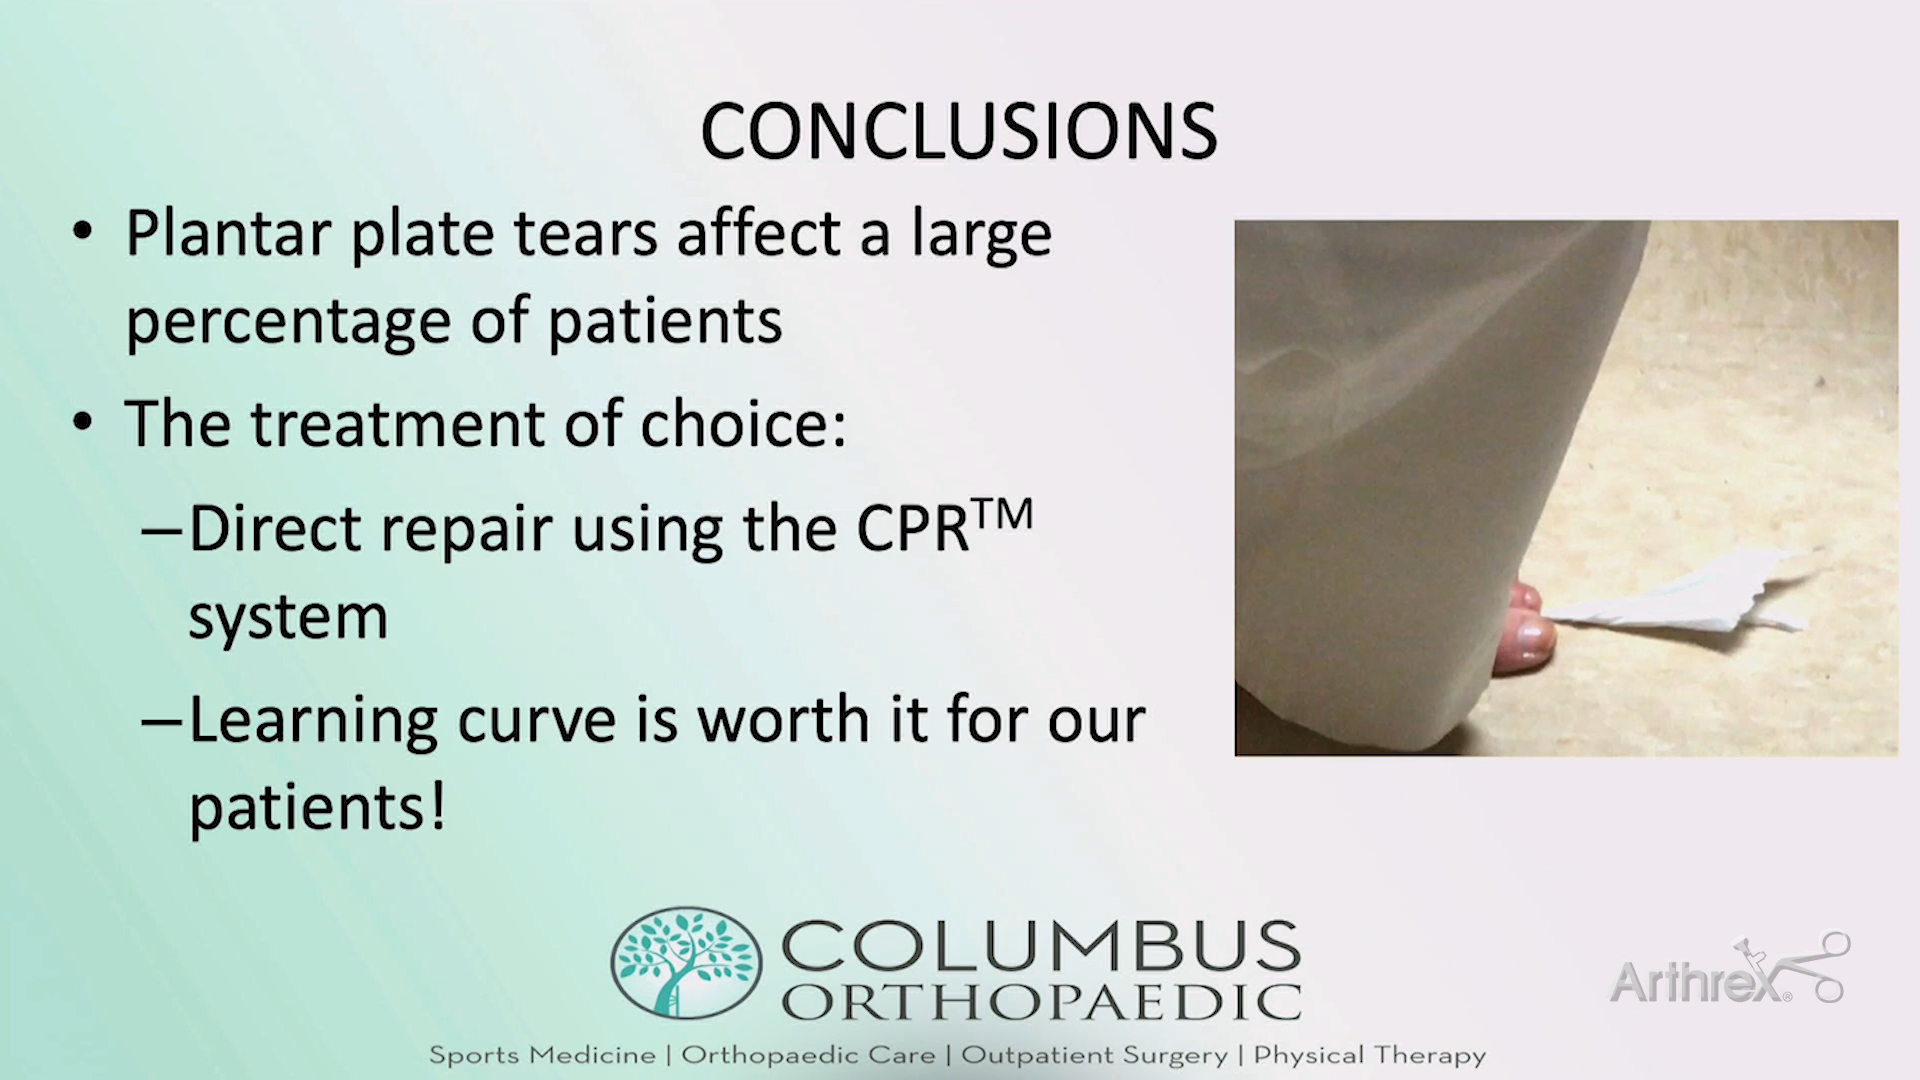 CONCLUSIONS
• Plantar plate tears affect a large
percentage of patients
• The treatment of choice:
–Direct repair using the CPR™
system
–Learning curve is worth it for our
patients!
COLUMBUS
ORTHOPAEDIC
Arthrex®
Sports Medicine | Orthopaedic Care | Outpatient Surgery | Physical Therapy